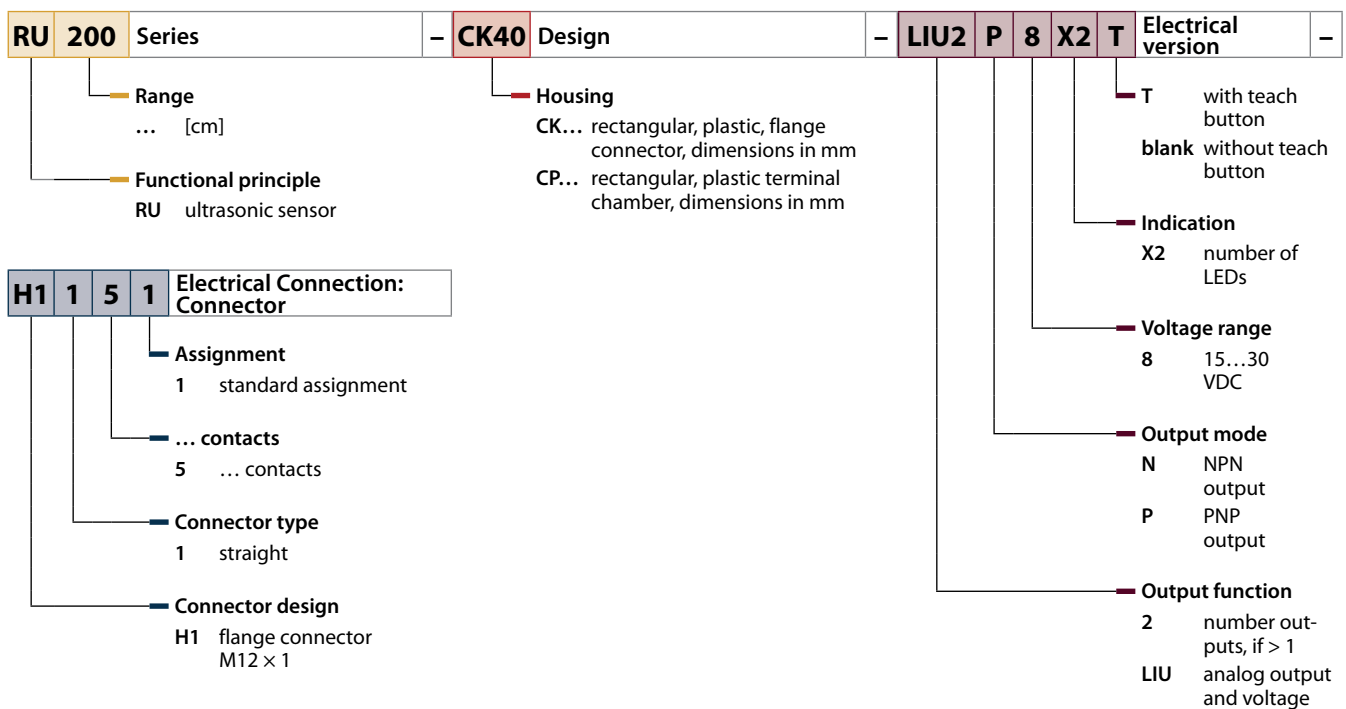 RU 200 Series – CK40 Design – LIU2 P 8 X2 T Electrical version –
Range
… [cm]
Functional principle
RU ultrasonic sensor
Housing
CK… rectangular, plastic, flange
connector, dimensions in mm
CP… rectangular, plastic terminal
chamber, dimensions in mm
T with teach
button
blank without teach
button
Indication
X2 number of
LEDs
Voltage range
8 15…30
VDC
Output mode
N NPN
output
P PNP
output
Output function
2 number out-
puts, if > 1
LIU analog output
and voltage
H1 1 5 1 Electrical Connection:
Connector
Assignment
1 standard assignment
… contacts
5 … contacts
Connector type
1 straight
Connector design
H1 flange connector
M12 × 1